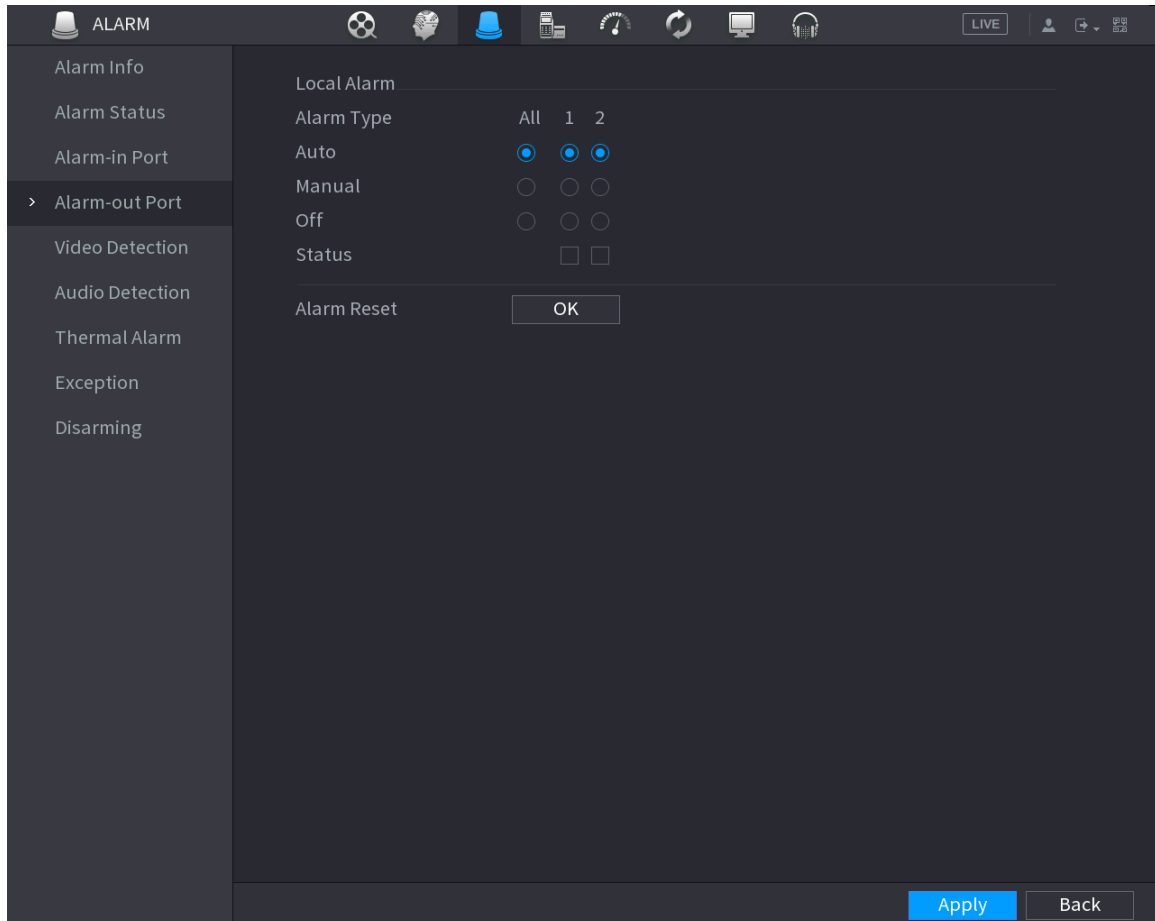 ALARM LIVE
Alarm Info
Alarm Status
Alarm-in Port
Alarm-out Port
Video Detection
Audio Detection
Thermal Alarm
Exception
Disarming
Local Alarm
Alarm Type All 1 2
Auto
Manual
Off
Status
Alarm Reset OK
Apply Back